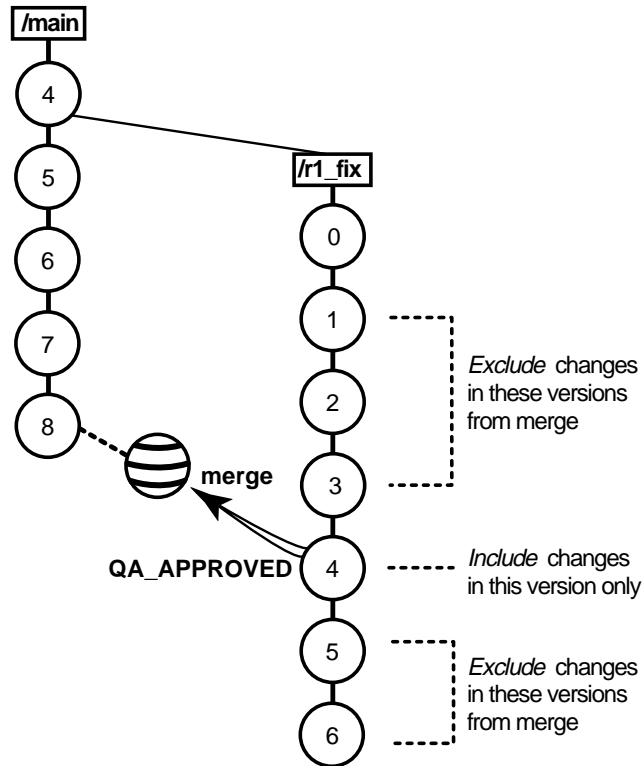 /main
4
5
6
7
8
/r1_fix
0
1
2
3
4
5
6
merge
QA_APPROVED
Exclude changes
in these versions
from merge
Include changes
in this version only
Exclude changes
in these versions
from merge